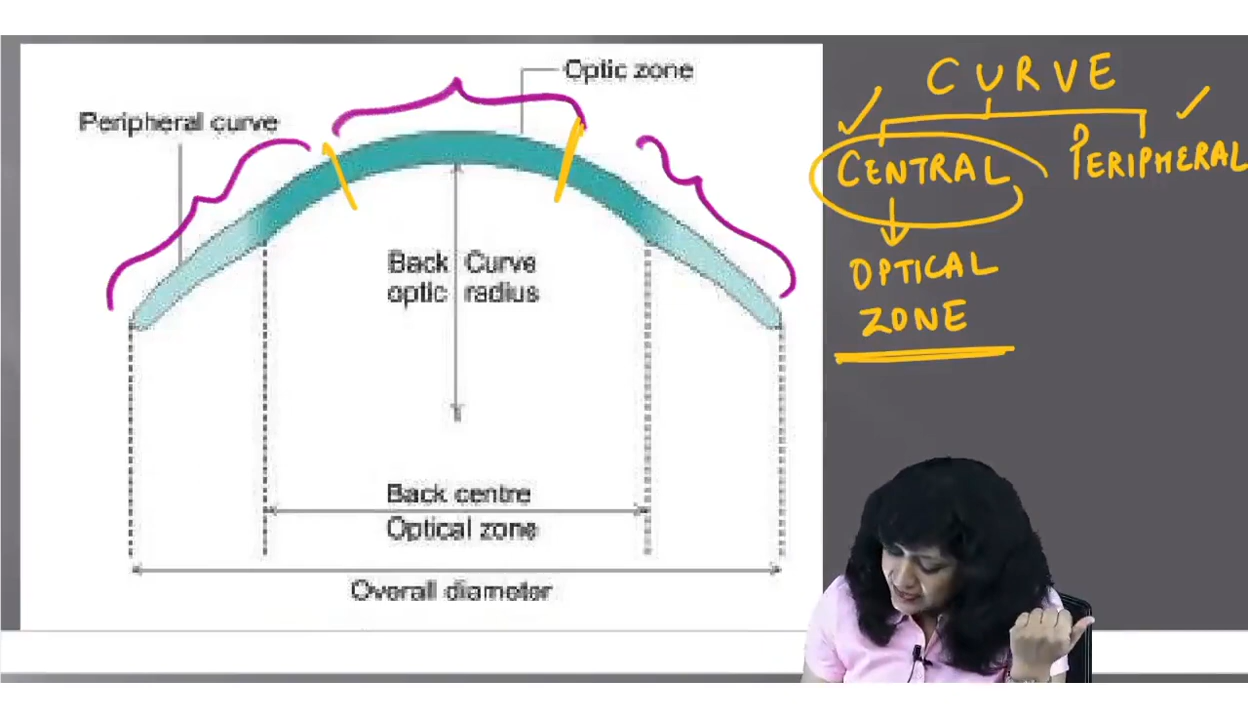 Optic zone
Peripheral curve
Back Curve
optic radius
Back centre
Optical zone
Overall diameter
CURVE
CENTRAL PERIPHERAL
OPTICAL
ZONE